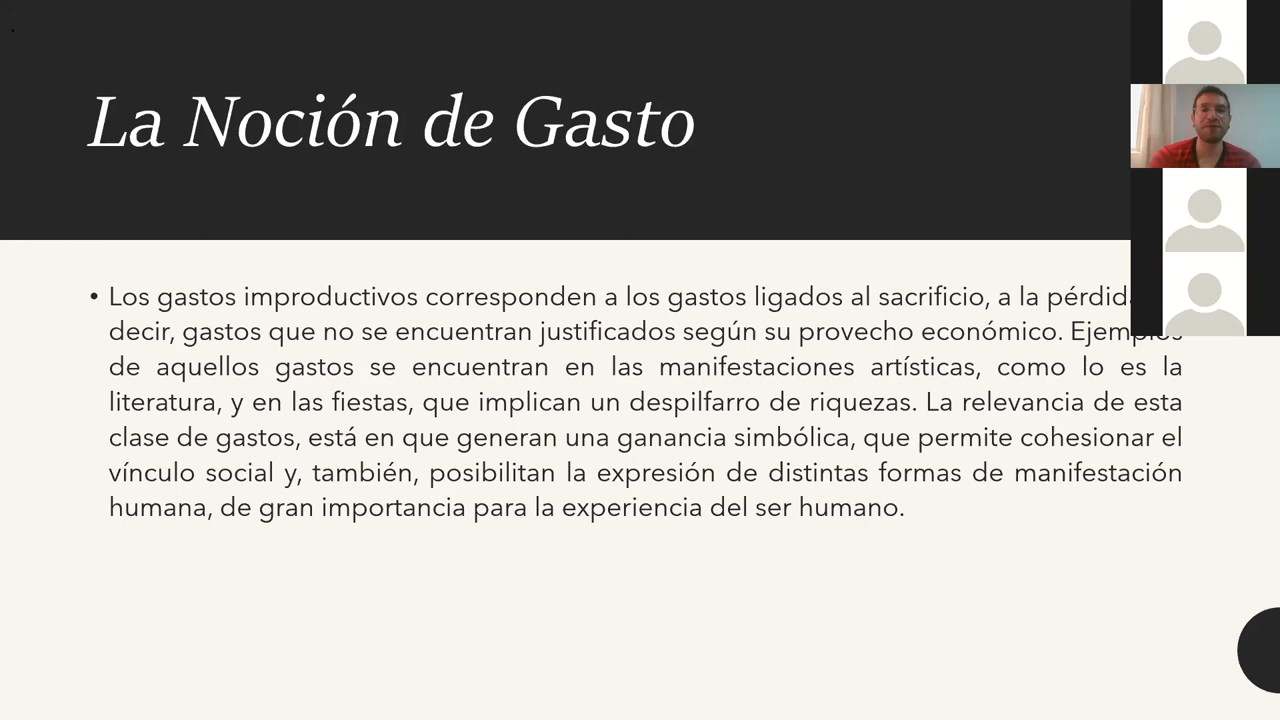 La Noción de Gasto
• Los gastos improductivos corresponden a los gastos ligados al sacrificio, a la
decir, gastos que no se encuentran justificados según su provecho económico. Ejemplos
de aquellos gastos se encuentran en las manifestaciones artísticas, como lo es la
literatura, y en las fiestas, que implican un despilfarro de riquezas. La relevancia de esta
clase de gastos, está en que generan una ganancia simbólica, que permite cohesionar el
vínculo social y, también, posibilitan la expresión de distintas formas de manifestación
humana, de gran importancia para la experiencia del ser humano.